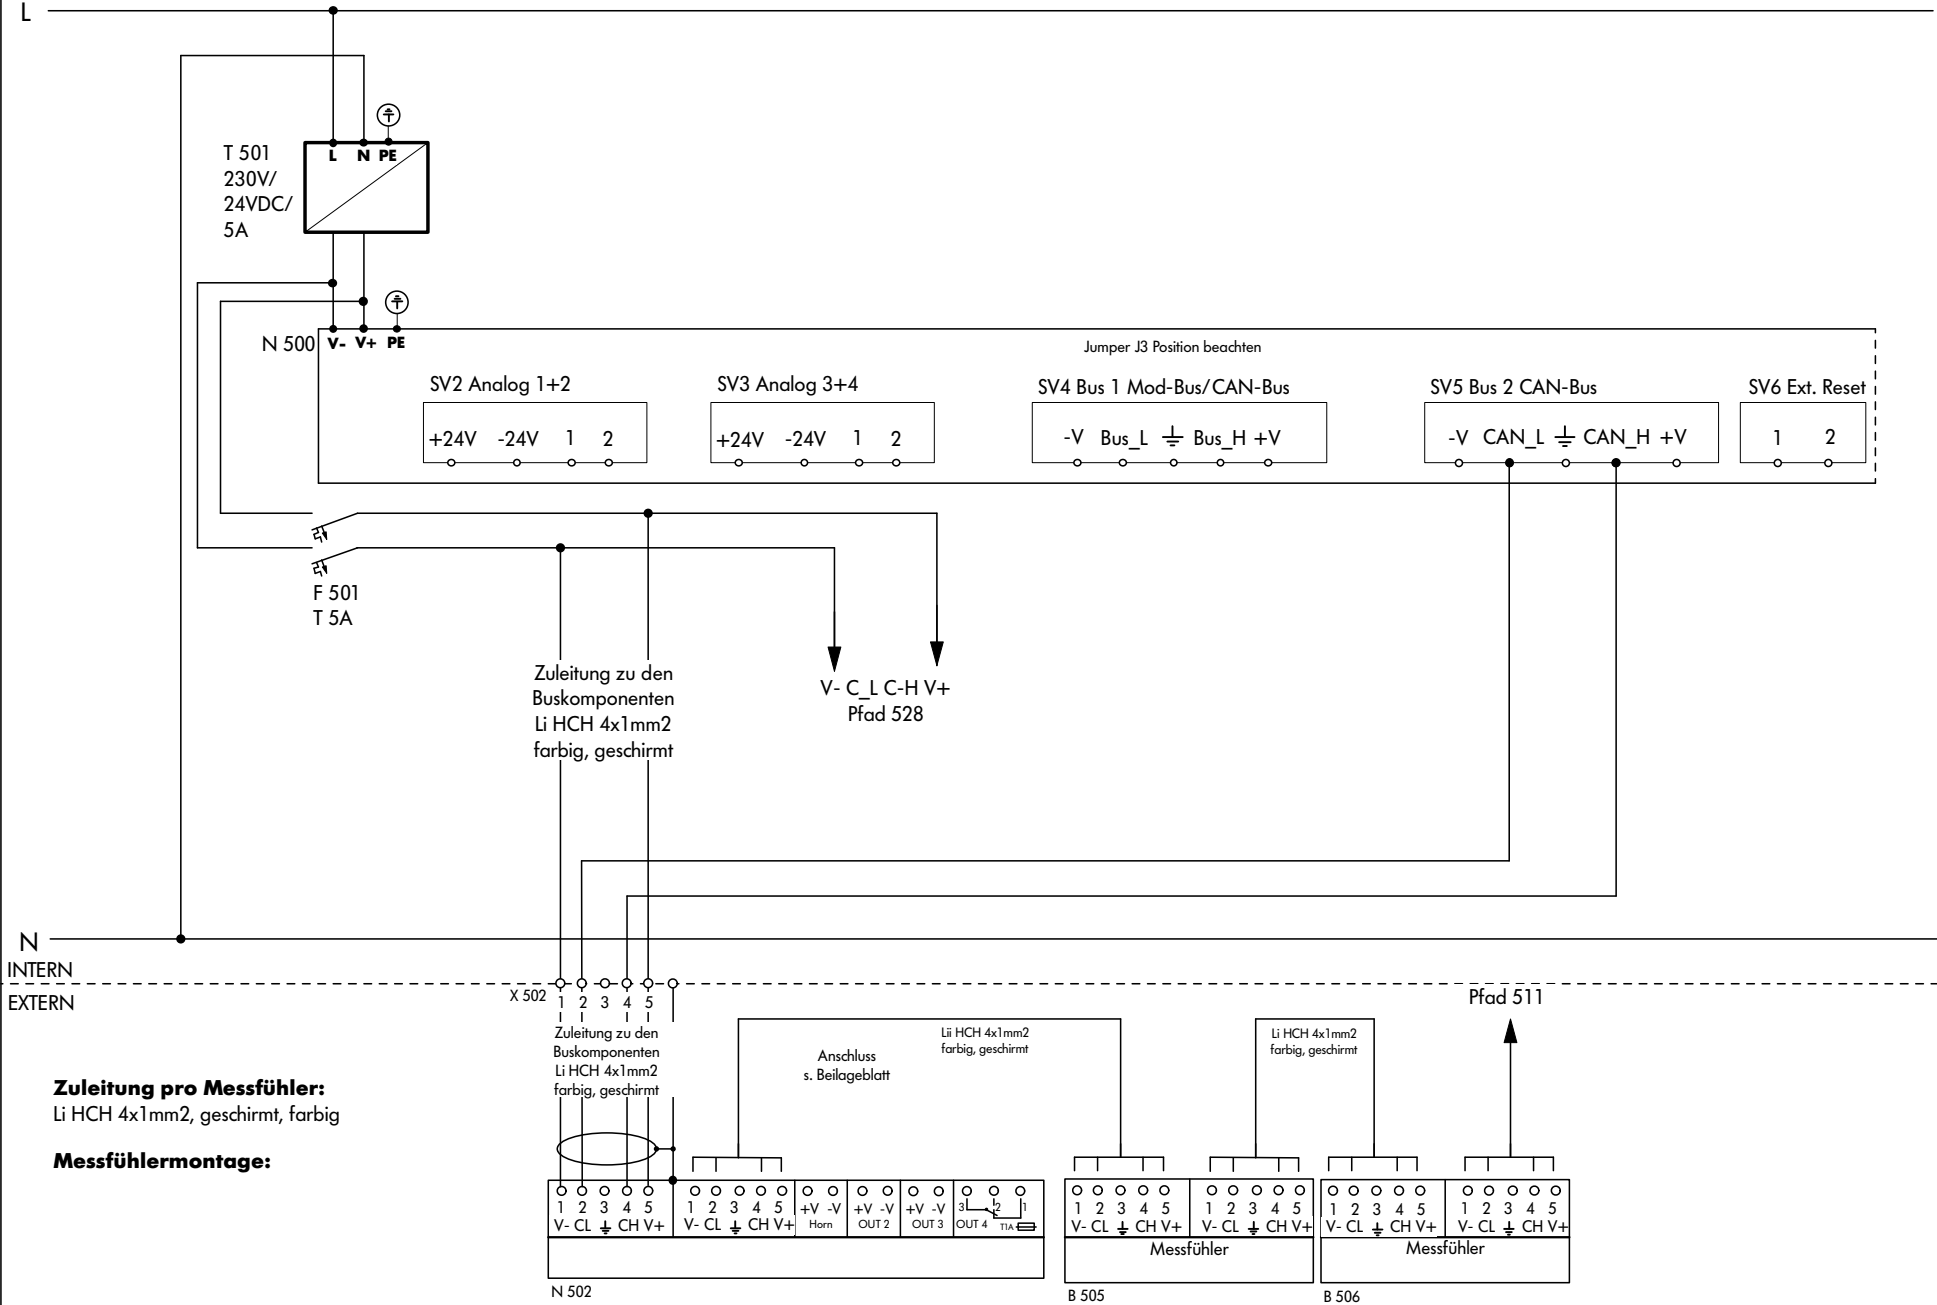 L
L N PE
T 501
230V/
24VDC/
5A
N 500
V- V+ PE
Jumper J3 Position beachten
SV2 Analog 1+2
+24V -24V 1 2
SV3 Analog 3+4
+24V -24V 1 2
SV4 Bus 1 Mod-Bus/CAN-Bus
-V Bus_L Bus_H +V
SV5 Bus 2 CAN-Bus
-V CAN_L CAN_H +V
SV6 Ext. Reset
1 2
F 501
T 5A
Zuleitung zu den
Buskomponenten
Li HCH 4x1mm2
farbig, geschirmt
V- C_L C-H V+
Pfad 528
N
INTERN
EXTERN
X 502 1 2 3 4 5
Zuleitung zu den
Buskomponenten
Li HCH 4x1mm2
farbig, geschirmt
Anschluss
s. Beilageblatt
Lii HCH 4x1mm2
farbig, geschirmt
Li HCH 4x1mm2
farbig, geschirmt
Pfad 511
Zuleitung pro Messfühler:
Li HCH 4x1mm2, geschirmt, farbig
Messfühlermontage:
1 2 3 4 5
V- CL CH V+
1 2 3 4 5
V- CL CH V+
+V -V
Horn
+V -V
OUT 2
+V -V
OUT 3
3 2 1
OUT 4 T1A
N 502
1 2 3 4 5
V- CL CH V+
1 2 3 4 5
V- CL CH V+
Messfühler
B 505
1 2 3 4 5
V- CL CH V+
1 2 3 4 5
V- CL CH V+
Messfühler
B 506